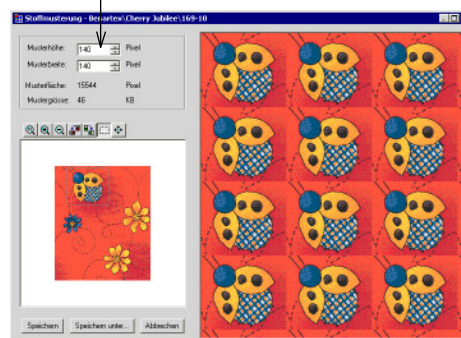 Stoffmusterung - Benartex\Cherry Jubilee\169-10
Musterhöhe: 140 Pixel
Musterbreite: 140 Pixel
Musterfläche: 15544 Pixel
Mustergrösse: 46 KB
Speichern Speichern unter... Abbrechen